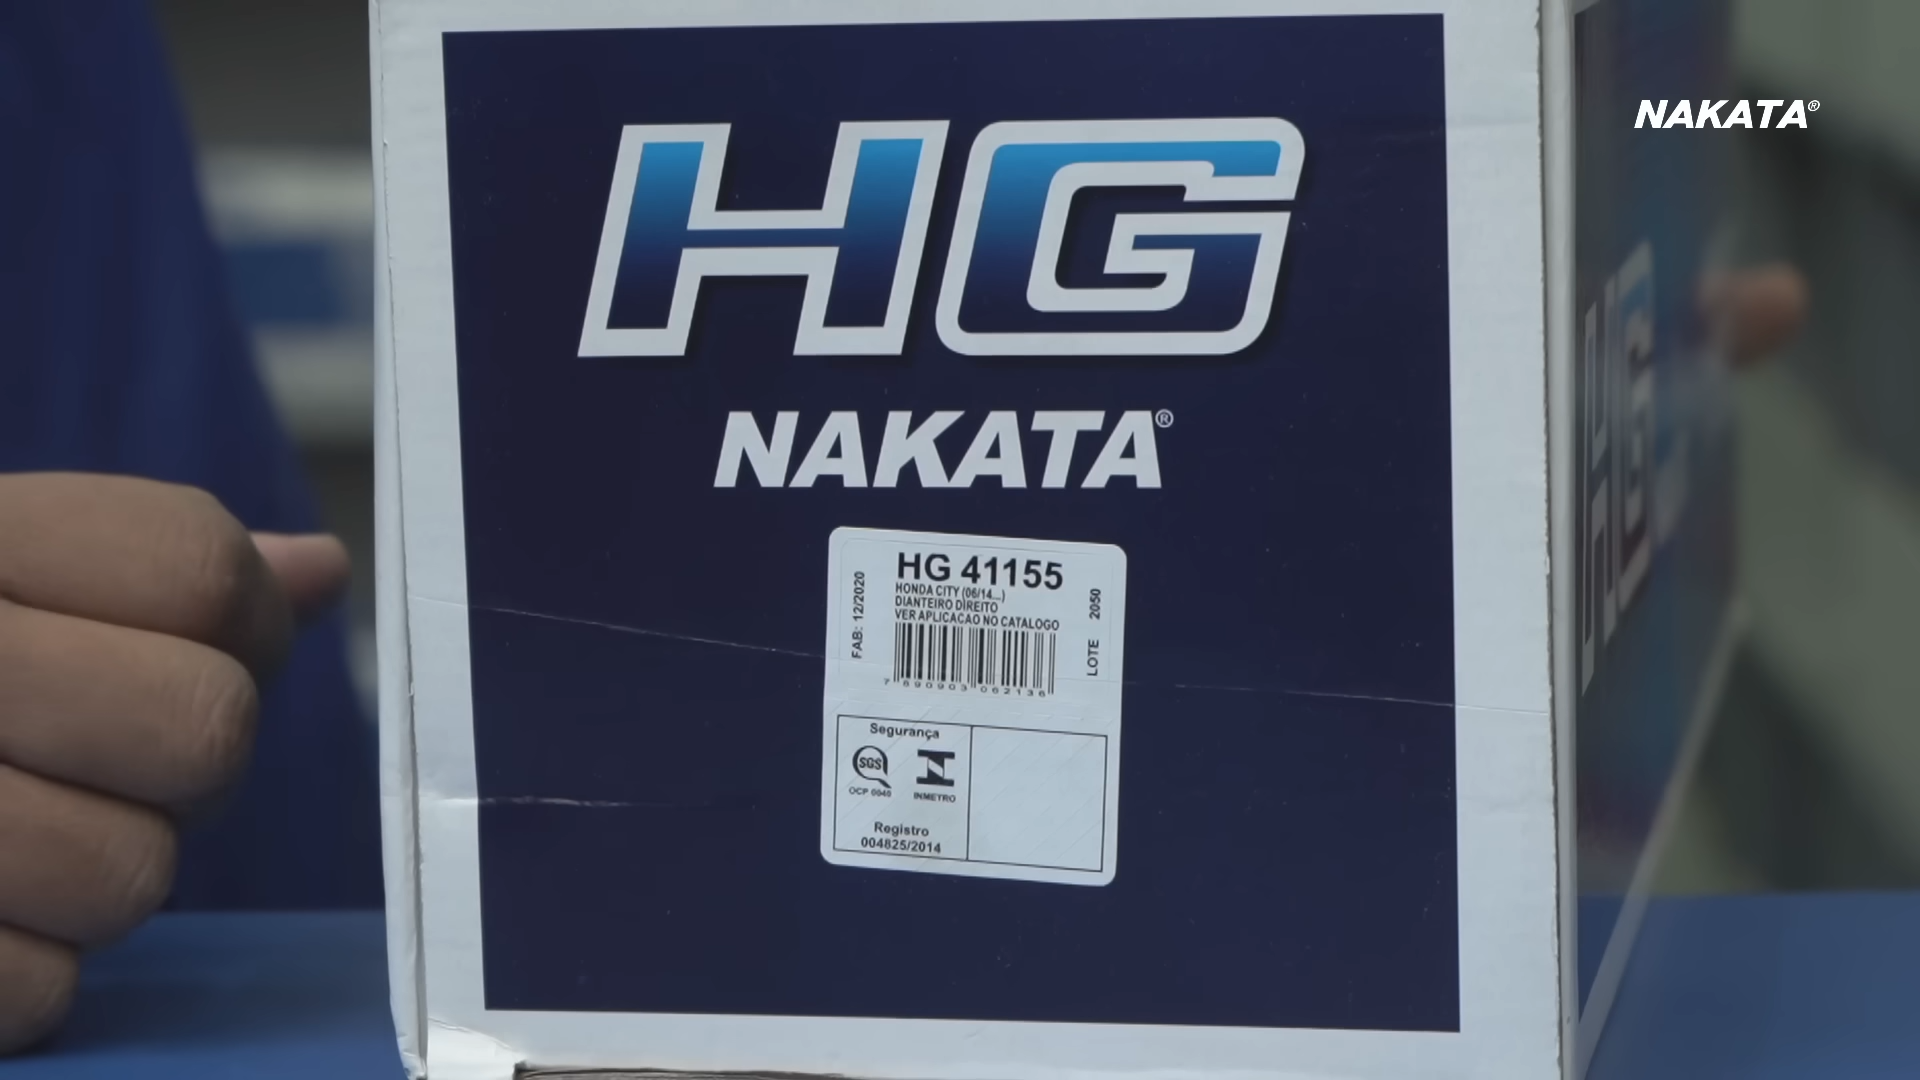 NAKATA®
HG
NAKATA®
HG 41155
HONDA CITY (06/14...)
DIANTEIRO DIREITO
VER APLICACAO NO CATALOGO
FAB: 12/2020
LOTE 2050
7 890903 062136
Segurança
SGS
OCP 0040
INMETRO
Registro
004825/2014
HG